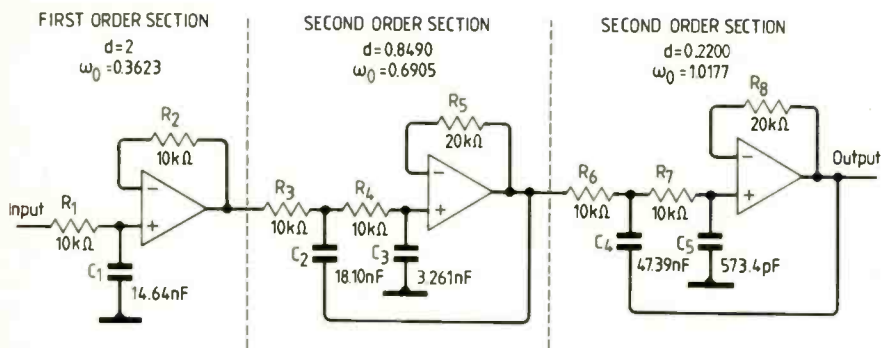 FIRST ORDER SECTION
d=2
ω₀=0.3623
SECOND ORDER SECTION
d=0.8490
ω₀=0.6905
SECOND ORDER SECTION
d=0.2200
ω₀=1.0177
R₂
10kΩ
R₅
20kΩ
R₈
20kΩ
Input
R₁
10kΩ
−
+
R₃
10kΩ
R₄
10kΩ
−
+
R₆
10kΩ
R₇
10kΩ
−
+
Output
C₁
14.64nF
C₂
18.10nF
C₃
3.261nF
C₄
47.39nF
C₅
573.4pF